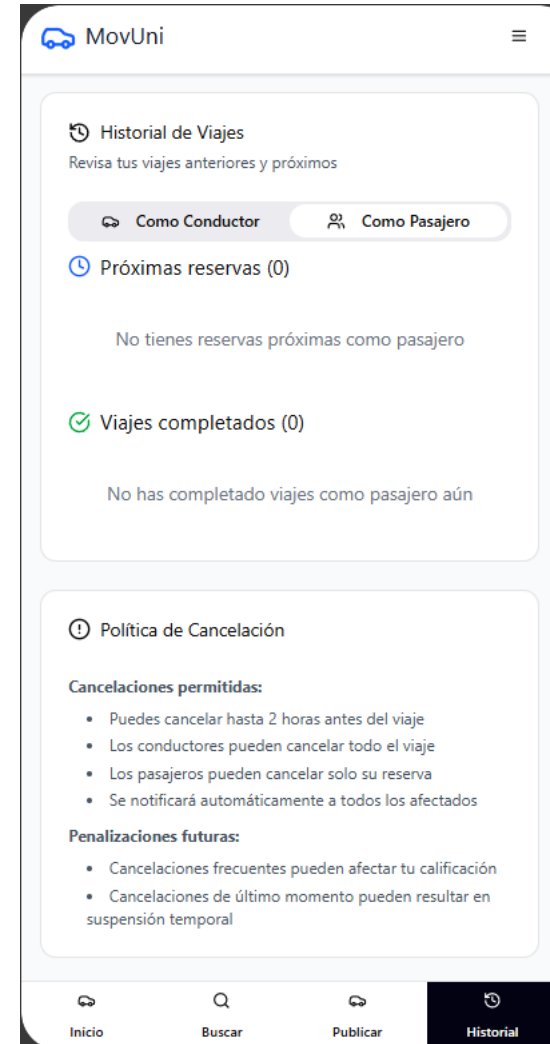 MovUni
Historial de Viajes
Revisa tus viajes anteriores y próximos
Como Conductor
Como Pasajero
Próximas reservas (0)
No tienes reservas próximas como pasajero
Viajes completados (0)
No has completado viajes como pasajero aún
Política de Cancelación
Cancelaciones permitidas:
• Puedes cancelar hasta 2 horas antes del viaje
• Los conductores pueden cancelar todo el viaje
• Los pasajeros pueden cancelar solo su reserva
• Se notificará automáticamente a todos los afectados
Penalizaciones futuras:
• Cancelaciones frecuentes pueden afectar tu calificación
• Cancelaciones de último momento pueden resultar en
suspensión temporal
Inicio
Buscar
Publicar
Historial